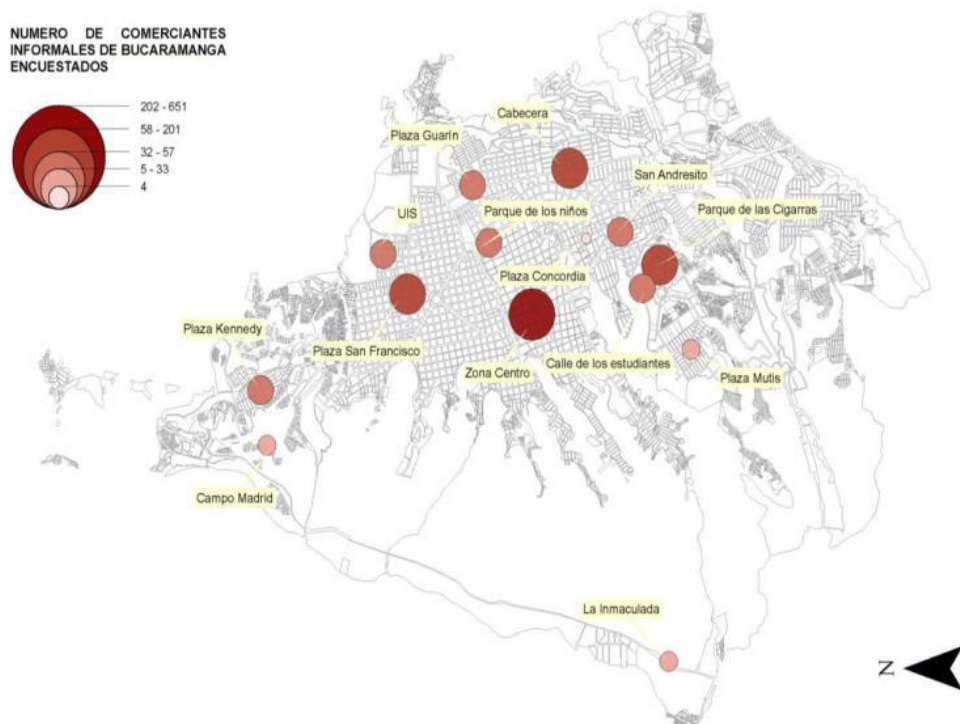 NUMERO DE COMERCIANTES
INFORMALES DE BUCARAMANGA
ENCUESTADOS
202 - 651
58 - 201
32 - 57
5 - 33
4
Cabecera
Plaza Guarín
San Andresito
Parque de los niños
Parque de las Cigarras
UIS
Plaza Concordia
Plaza Kennedy
Plaza San Francisco
Calle de los estudiantes
Zona Centro
Plaza Mutis
Campo Madrid
La Inmaculada
N